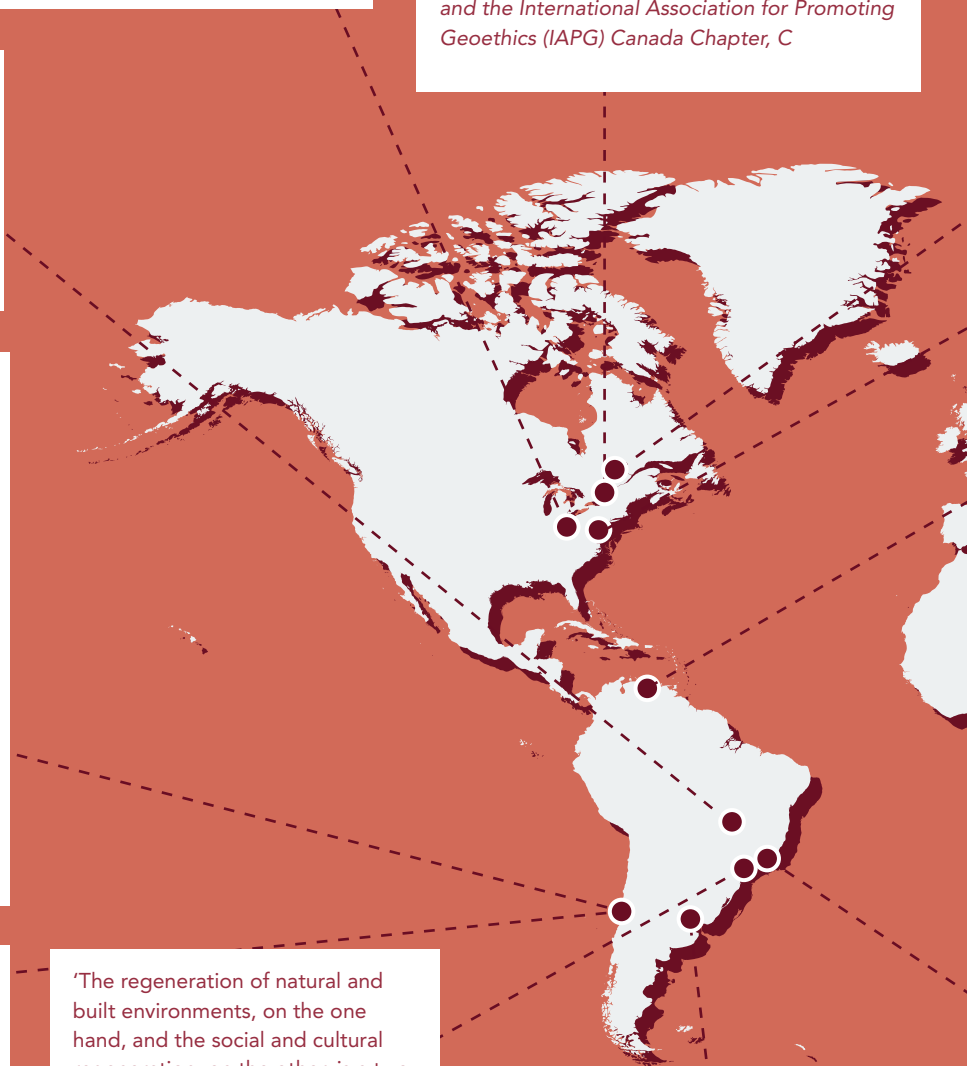 and the International Association for Promoting
Geoethics (IAPG) Canada Chapter, C
‘The regeneration of natural and
built environments, on the one
hand, and the social and cultural